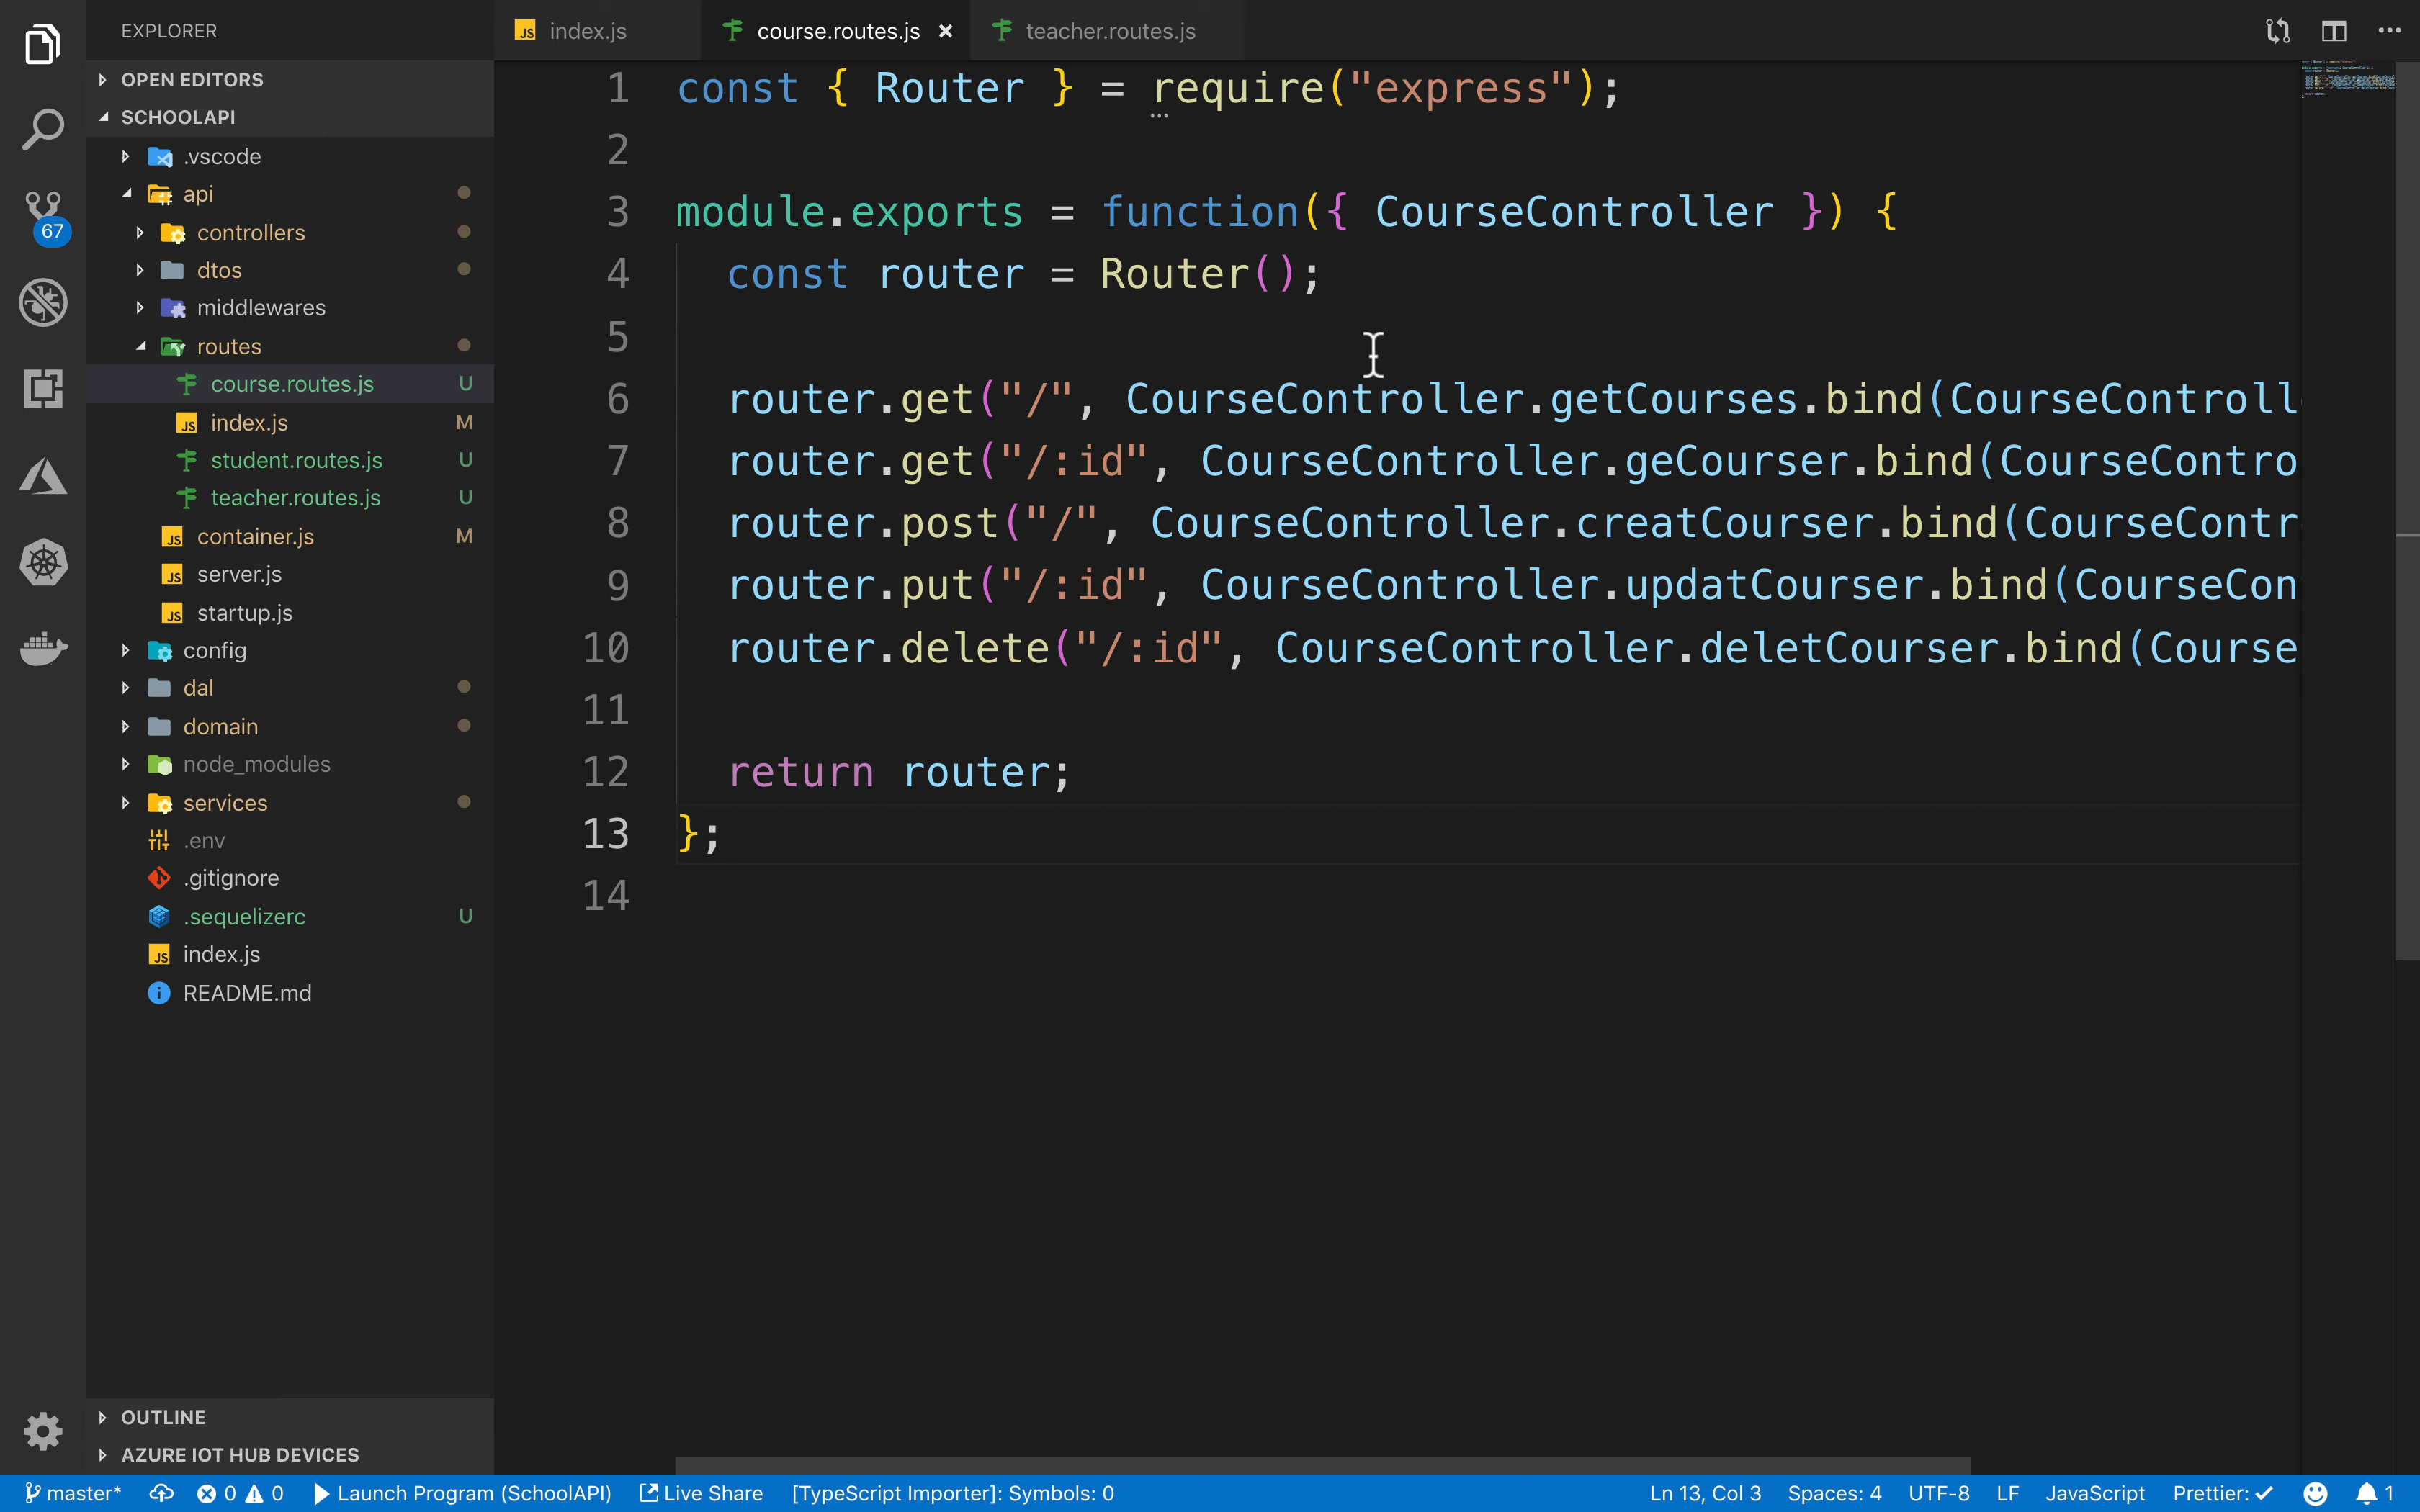 EXPLORER
OPEN EDITORS
SCHOOLAPI
.vscode
api
controllers
dtos
middlewares
routes
course.routes.js U
index.js M
student.routes.js U
teacher.routes.js U
container.js M
server.js
startup.js
config
dal
domain
node_modules
services
.env
.gitignore
.sequelizerc U
index.js
README.md
OUTLINE
AZURE IOT HUB DEVICES
67
index.js
course.routes.js ×
teacher.routes.js
1 const { Router } = require("express");
2
3 module.exports = function({ CourseController }) {
4 const router = Router();
5
6 router.get("/", CourseController.getCourses.bind(CourseControll
7 router.get("/:id", CourseController.geCourser.bind(CourseContro
8 router.post("/", CourseController.creatCourser.bind(CourseContr
9 router.put("/:id", CourseController.updatCourser.bind(CourseCon
10 router.delete("/:id", CourseController.deletCourser.bind(Course
11
12 return router;
13 };
14
master* 0 0 Launch Program (SchoolAPI) Live Share [TypeScript Importer]: Symbols: 0 Ln 13, Col 3 Spaces: 4 UTF-8 LF JavaScript Prettier: ✓ 1